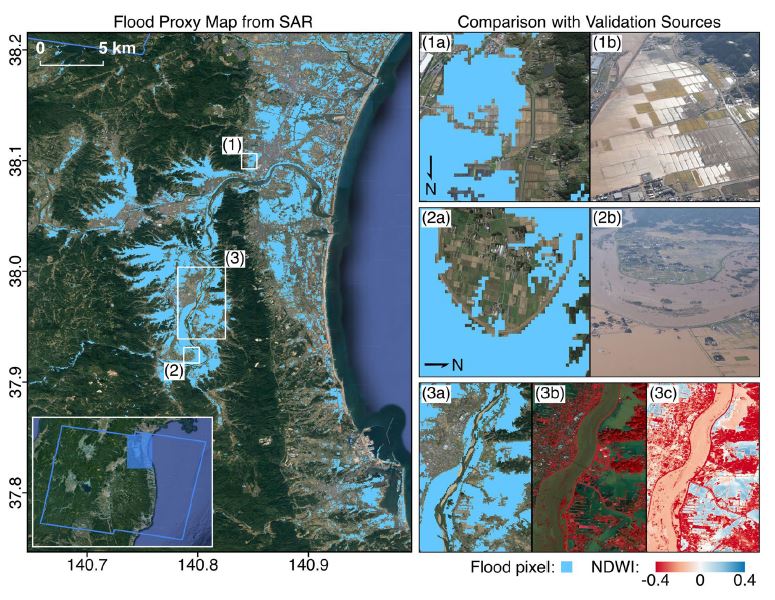 Flood Proxy Map from SAR
Comparison with Validation Sources
38.2
38.1
38.0
37.9
37.8
0 5 km
(1)
(3)
(2)
140.7 140.8 140.9
(1a) (1b)
N
(2a) (2b)
N
(3a) (3b) (3c)
Flood pixel: NDWI:
-0.4 0 0.4